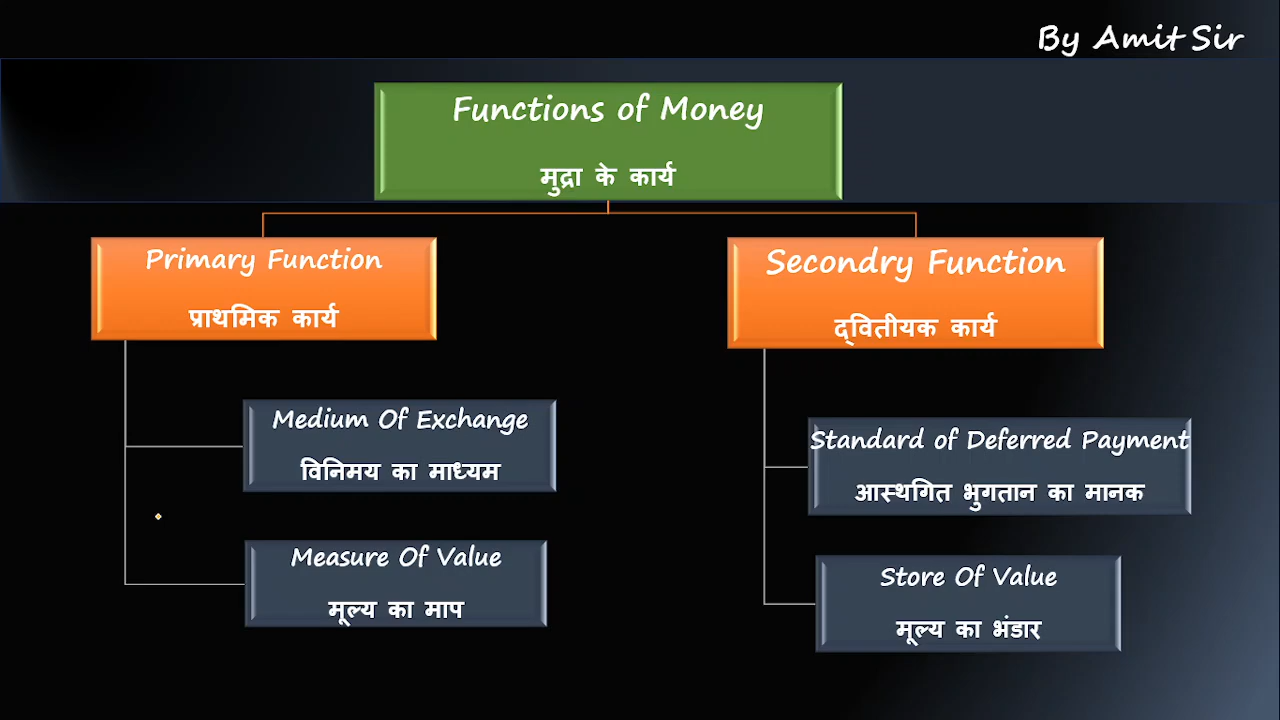 By Amit Sir
Functions of Money
मुद्रा के कार्य
Primary Function
प्राथमिक कार्य
Secondry Function
द्वितीयक कार्य
Medium Of Exchange
विनिमय का माध्यम
Measure Of Value
मूल्य का माप
Standard of Deferred Payment
आस्थगित भुगतान का मानक
Store Of Value
मूल्य का भंडार